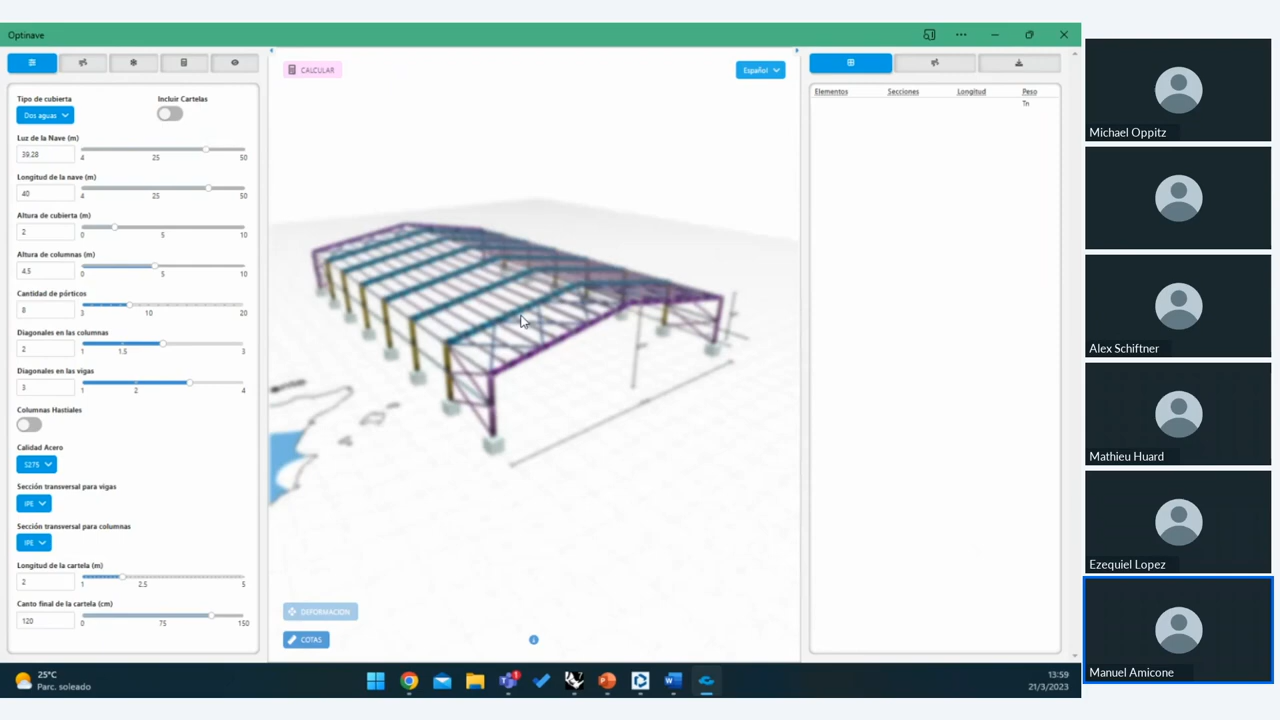 Optinave
CALCULAR
Español
Tipo de cubierta
Incluir Cartelas
Dos aguas
Luz de la Nave (m)
39,28
4 25 50
Longitud de la nave (m)
40
4 25 50
Altura de cubierta (m)
2
0 5 10
Altura de columnas (m)
4.5
0 5 10
Cantidad de pórticos
8
3 10 20
Diagonales en las columnas
2
1 1.5 3
Diagonales en las vigas
3
1 2 4
Columnas Hastiales
Calidad Acero
S275
Sección transversal para vigas
IPE
Sección transversal para columnas
IPE
Longitud de la cartela (m)
2
1 2.5 5
Canto final de la cartela (cm)
120
0 75 150
DEFORMACION
COTAS
Elementos Secciones Longitud Peso
Tn
Michael Oppitz
Alex Schiftner
Mathieu Huard
Ezequiel Lopez
Manuel Amicone
25°C
Parc. soleado
13:59
21/3/2023